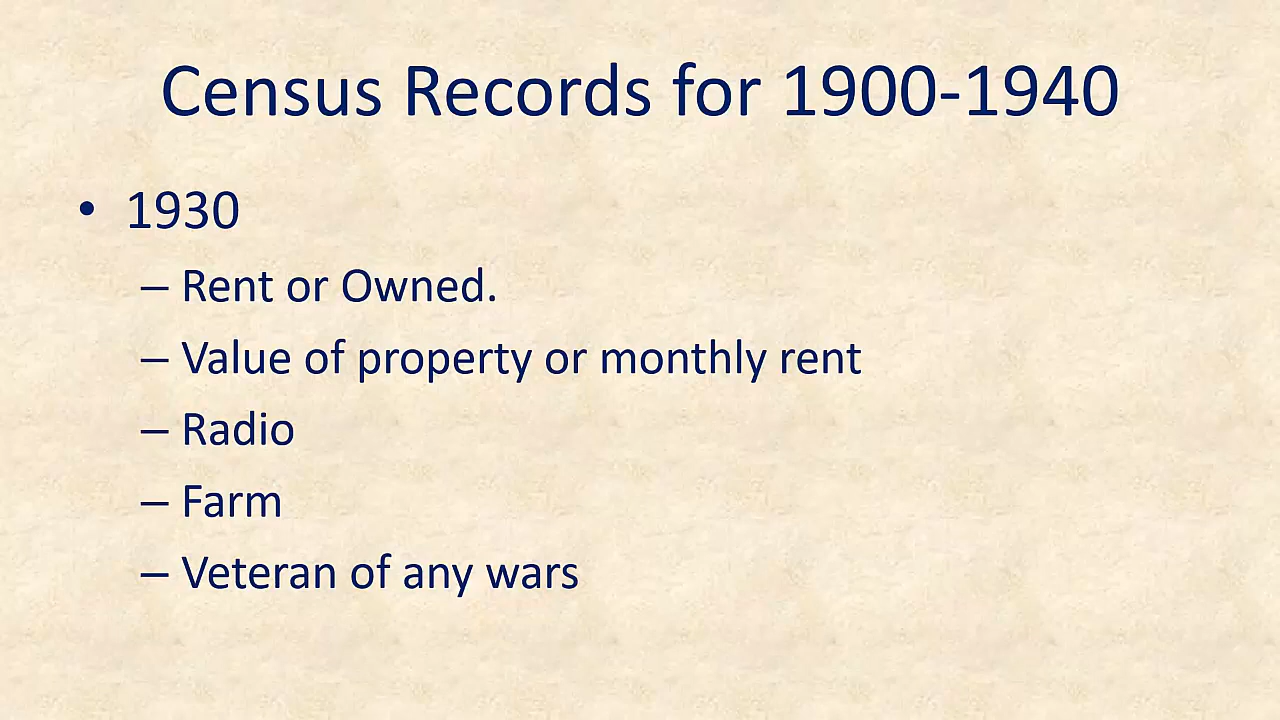 Census Records for 1900-1940
• 1930
– Rent or Owned.
– Value of property or monthly rent
– Radio
– Farm
– Veteran of any wars